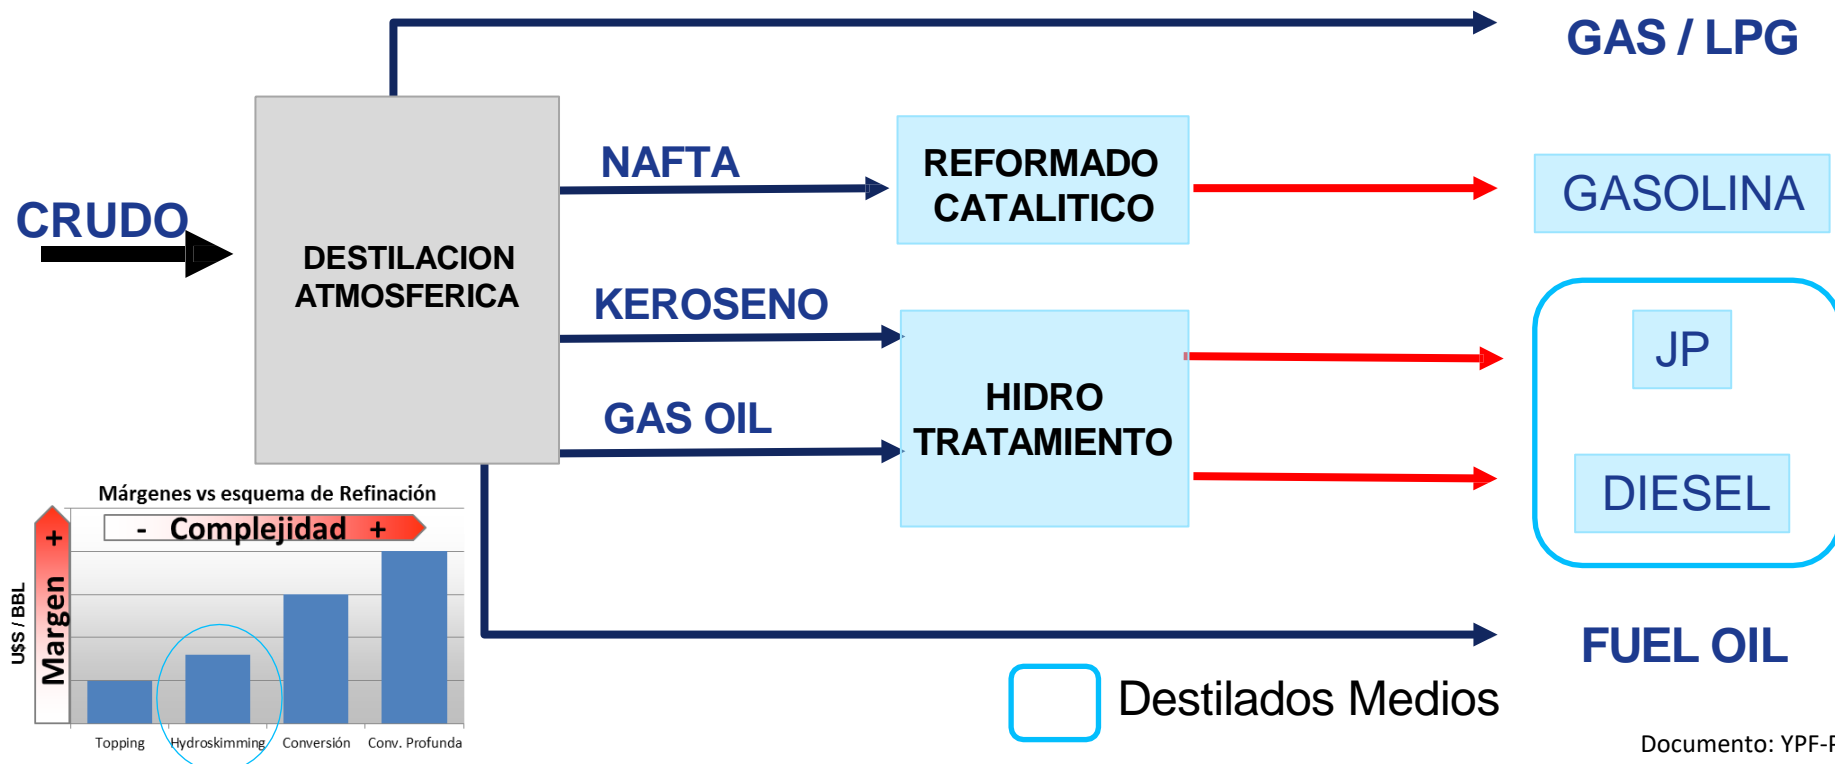 GAS / LPG
NAFTA
REFORMADO
CATALITICO
GASOLINA
CRUDO
DESTILACION
ATMOSFERICA
KEROSENO
JP
HIDRO
TRATAMIENTO
GAS OIL
DIESEL
Márgenes vs esquema de Refinación
- Complejidad +
+
Margen
U$S / BBL
Topping
Hydroskimming
Conversión
Conv. Profunda
FUEL OIL
Destilados Medios
Documento: YPF-P